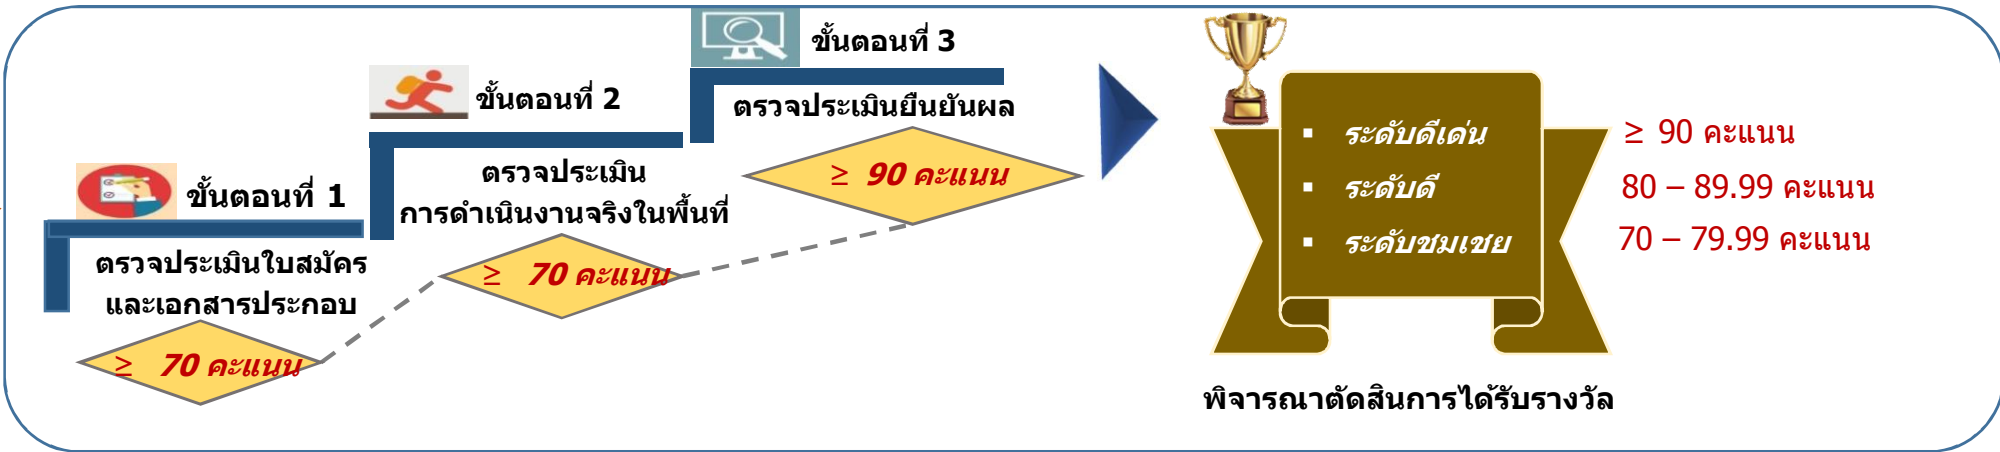 ขั้นตอนที่ 1
ตรวจประเมินใบสมัคร
และเอกสารประกอบ
≥ 70 คะแนน
ขั้นตอนที่ 2
ตรวจประเมิน
การดำเนินงานจริงในพื้นที่
≥ 70 คะแนน
ขั้นตอนที่ 3
ตรวจประเมินยืนยันผล
≥ 90 คะแนน
▪ ระดับดีเด่น ≥ 90 คะแนน
▪ ระดับดี 80 – 89.99 คะแนน
▪ ระดับชมเชย 70 – 79.99 คะแนน
พิจารณาตัดสินการได้รับรางวัล